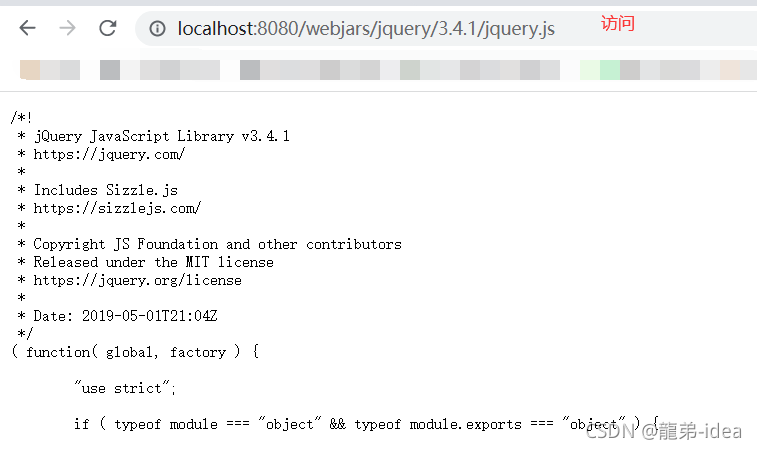 localhost:8080/webjars/jquery/3.4.1/jquery.js 访问
/*!
* jQuery JavaScript Library v3.4.1
* https://jquery.com/
*
* Includes Sizzle.js
* https://sizzlejs.com/
*
* Copyright JS Foundation and other contributors
* Released under the MIT license
* https://jquery.org/license
*
* Date: 2019-05-01T21:04Z
*/
( function( global, factory ) {
"use strict";
if ( typeof module === "object" && typeof module.exports === "object" ) {
CSDN @龍弟-idea